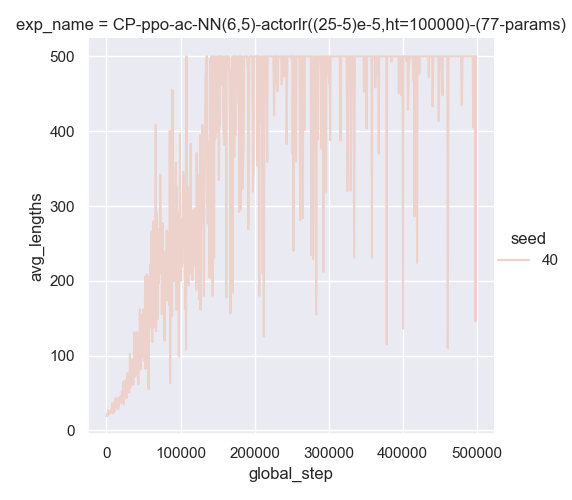 exp_name = CP-ppo-ac-NN(6,5)-actorlr((25-5)e-5,ht=100000)-(77-params)
500
400
300
200
100
0
avg_lengths
0 100000 200000 300000 400000 500000
global_step
seed
40